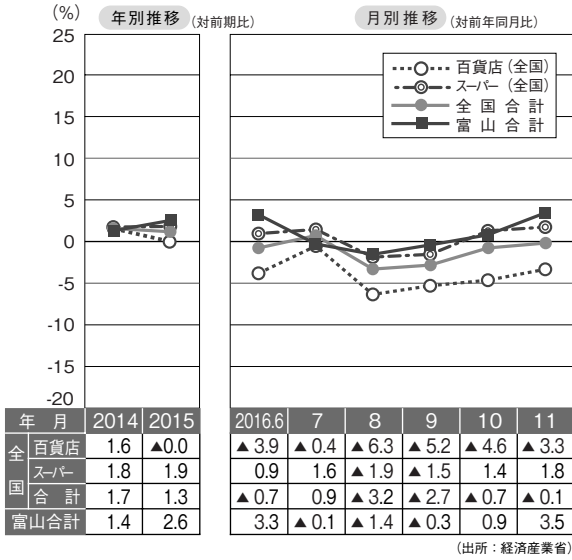 (%) 年別推移 (対前期比) 月別推移 (対前年同月比)
25
20
15
10
5
0
-5
-10
-15
-20
百貨店(全国)
スーパー(全国)
全国合計
富山合計
年 月 2014 2015 2016.6 7 8 9 10 11
全国 百貨店 1.6 ▲0.0 ▲3.9 ▲0.4 ▲6.3 ▲5.2 ▲4.6 ▲3.3
スーパー 1.8 1.9 0.9 1.6 ▲1.9 ▲1.5 1.4 1.8
合計 1.7 1.3 ▲0.7 0.9 ▲3.2 ▲2.7 ▲0.7 ▲0.1
富山合計 1.4 2.6 3.3 ▲0.1 ▲1.4 ▲0.3 0.9 3.5
(出所:経済産業省)